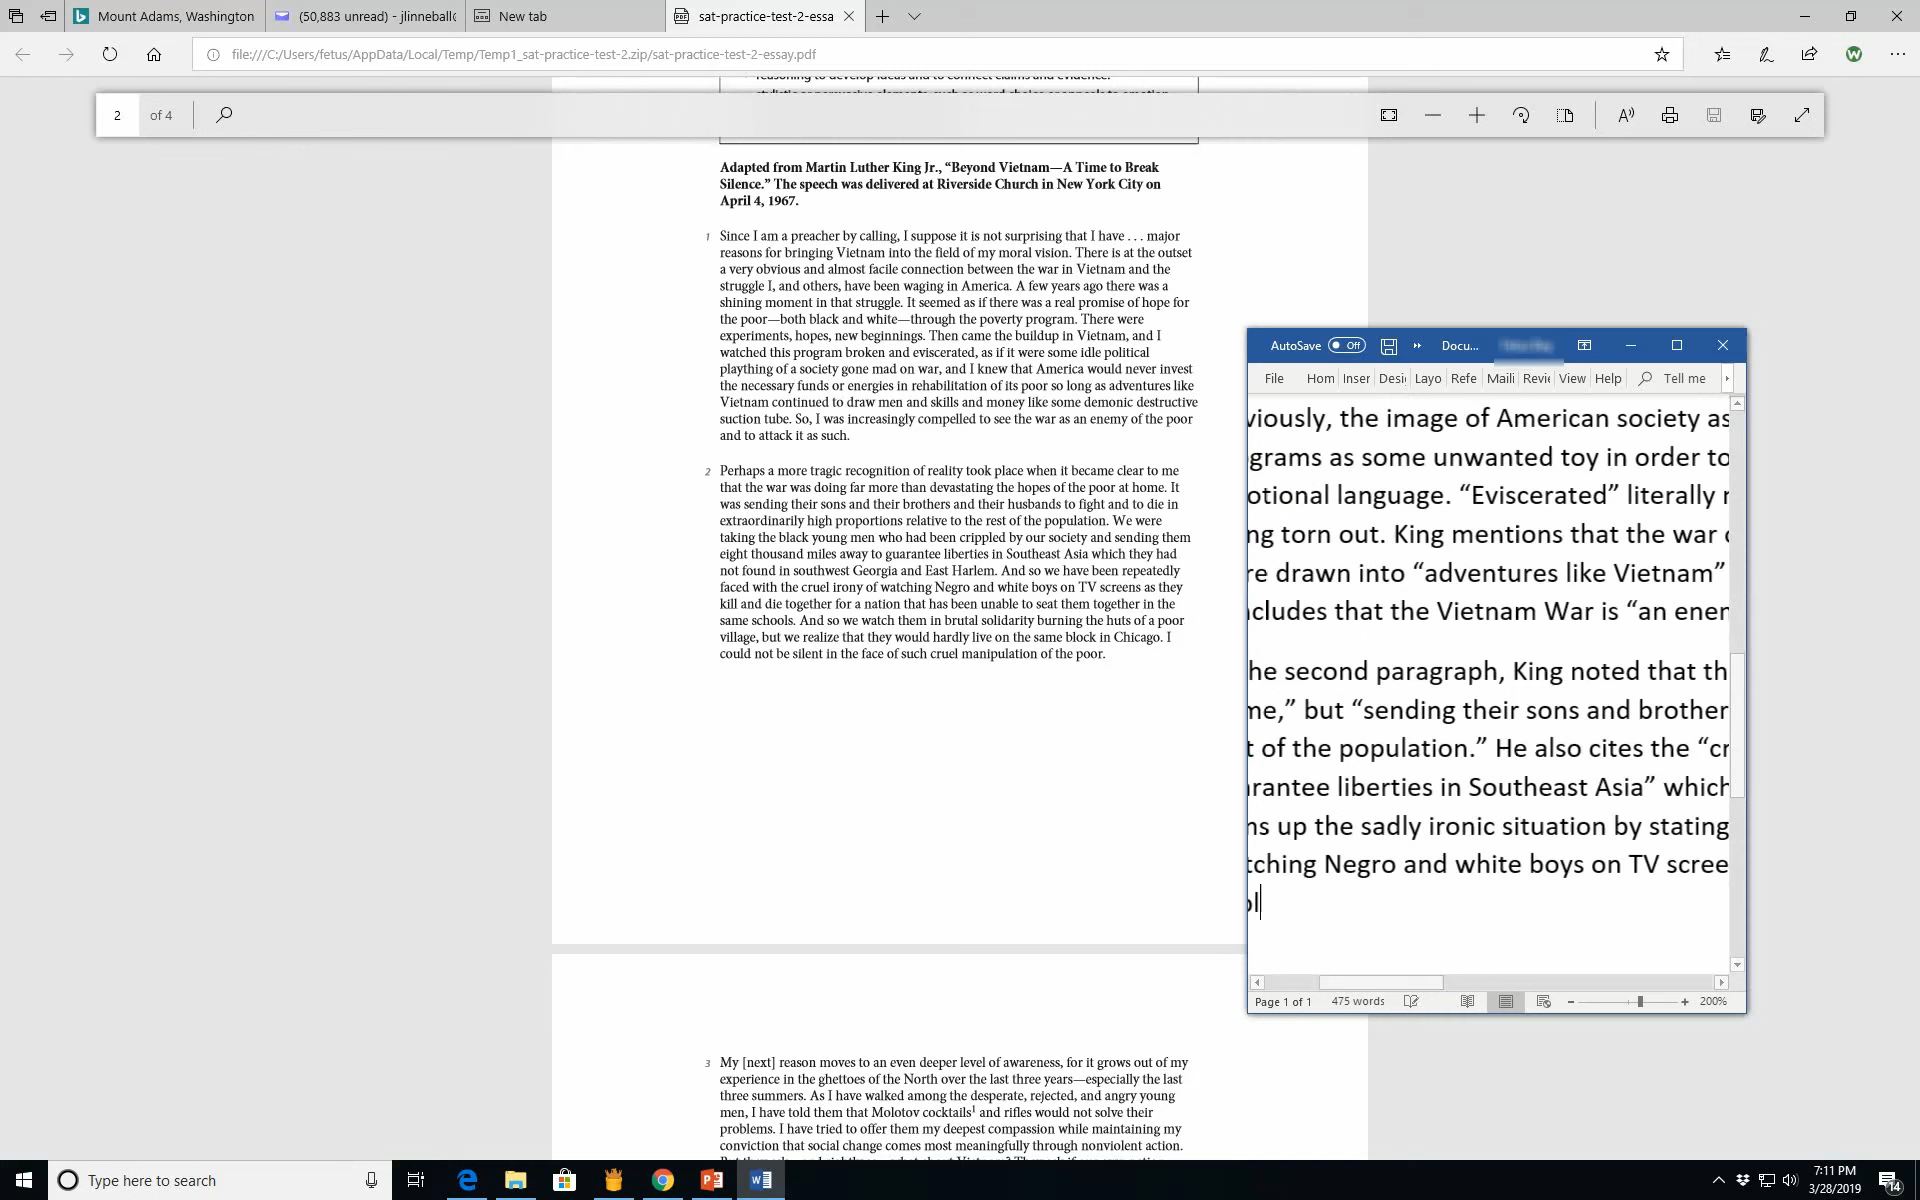 Mount Adams, Washington
(50,883 unread) - jlinneball
New tab
sat-practice-test-2-essa
file:///C:/Users/fetus/AppData/Local/Temp/Temp1_sat-practice-test-2.zip/sat-practice-test-2-essay.pdf
reasoning to develop ideas and to connect claims and evidence.
2 of 4
Adapted from Martin Luther King Jr., “Beyond Vietnam—A Time to Break
Silence.” The speech was delivered at Riverside Church in New York City on
April 4, 1967.
1 Since I am a preacher by calling, I suppose it is not surprising that I have . . . major
reasons for bringing Vietnam into the field of my moral vision. There is at the outset
a very obvious and almost facile connection between the war in Vietnam and the
struggle I, and others, have been waging in America. A few years ago there was a
shining moment in that struggle. It seemed as if there was a real promise of hope for
the poor—both black and white—through the poverty program. There were
experiments, hopes, new beginnings. Then came the buildup in Vietnam, and I
watched this program broken and eviscerated, as if it were some idle political
plaything of a society gone mad on war, and I knew that America would never invest
the necessary funds or energies in rehabilitation of its poor so long as adventures like
Vietnam continued to draw men and skills and money like some demonic destructive
suction tube. So, I was increasingly compelled to see the war as an enemy of the poor
and to attack it as such.
2 Perhaps a more tragic recognition of reality took place when it became clear to me
that the war was doing far more than devastating the hopes of the poor at home. It
was sending their sons and their brothers and their husbands to fight and to die in
extraordinarily high proportions relative to the rest of the population. We were
taking the black young men who had been crippled by our society and sending them
eight thousand miles away to guarantee liberties in Southeast Asia which they had
not found in southwest Georgia and East Harlem. And so we have been repeatedly
faced with the cruel irony of watching Negro and white boys on TV screens as they
kill and die together for a nation that has been unable to seat them together in the
same schools. And so we watch them in brutal solidarity burning the huts of a poor
village, but we realize that they would hardly live on the same block in Chicago. I
could not be silent in the face of such cruel manipulation of the poor.
3 My [next] reason moves to an even deeper level of awareness, for it grows out of my
experience in the ghettoes of the North over the last three years—especially the last
three summers. As I have walked among the desperate, rejected, and angry young
men, I have told them that Molotov cocktails1 and rifles would not solve their
problems. I have tried to offer them my deepest compassion while maintaining my
conviction that social change comes most meaningfully through nonviolent action.
AutoSave Off Docu...
File Hom Inser Desi Layo Refe Maili Revie View Help Tell me
viously, the image of American society as
grams as some unwanted toy in order to
otional language. “Eviscerated” literally
ng torn out. King mentions that the war
re drawn into “adventures like Vietnam”
cludes that the Vietnam War is “an ener
he second paragraph, King noted that th
me,” but “sending their sons and brother
t of the population.” He also cites the “cr
rantee liberties in Southeast Asia” which
ns up the sadly ironic situation by stating
tching Negro and white boys on TV scree
ol
Page 1 of 1 475 words 200%
Type here to search
7:11 PM
3/28/2019
14